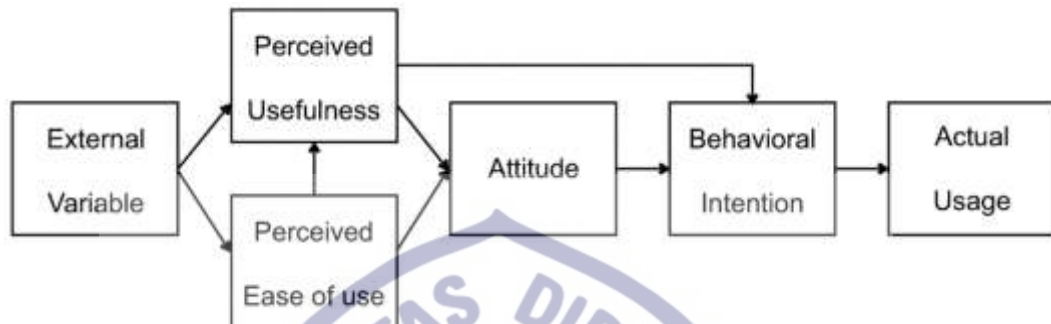 External
Variable
Perceived
Usefulness
Perceived
Ease of use
Attitude
Behavioral
Intention
Actual
Usage